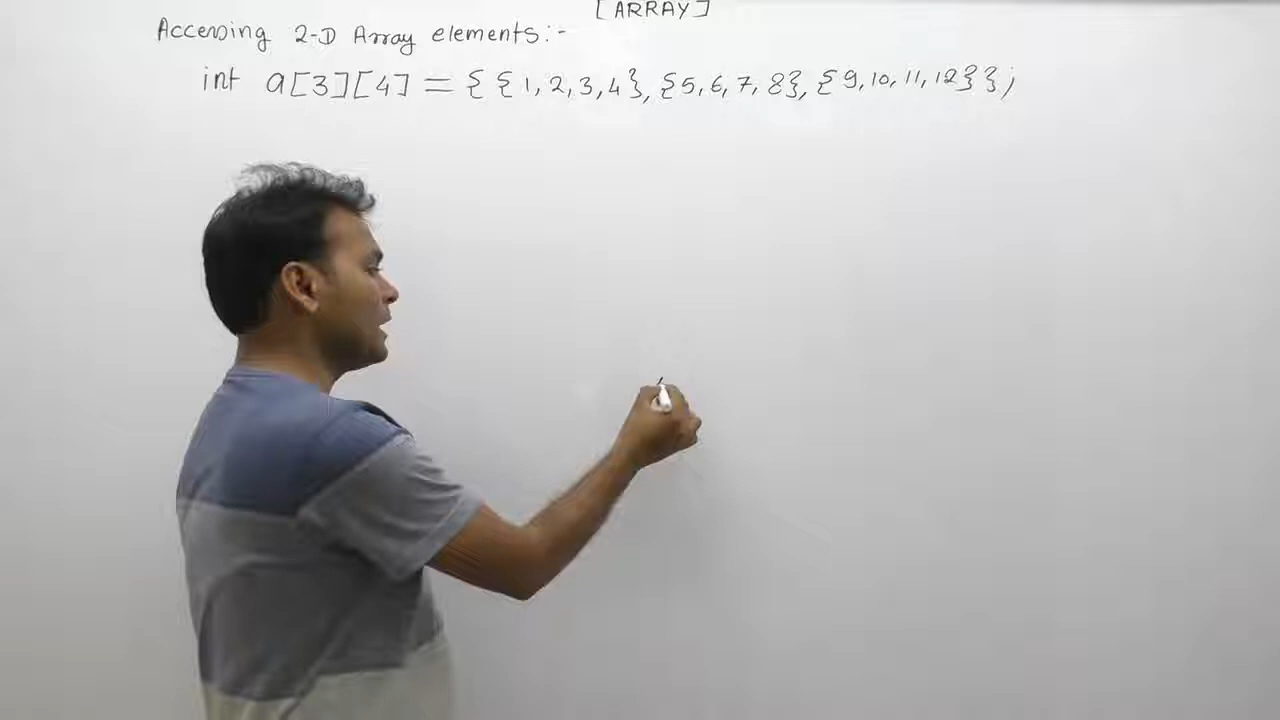 [ARRAY]
Accessing 2-D Array elements:-
int a[3][4] = {{1,2,3,4},{5,6,7,8},{9,10,11,12}};